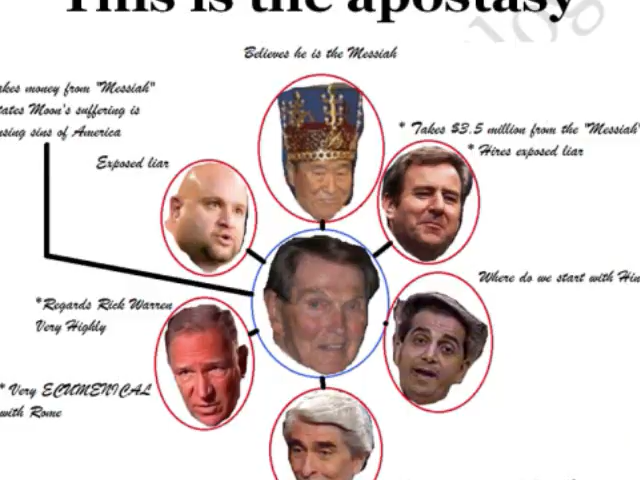 This is the apostasy
Believes he is the Messiah
akes money from "Messiah"
tates Moon's suffering is
using sins of America
* Takes $3.5 million from the "Messiah"
* Hires exposed liar
Exposed liar
Where do we start with Hin
*Regards Rick Warren
Very Highly
* Very ECUMENICAL
with Rome